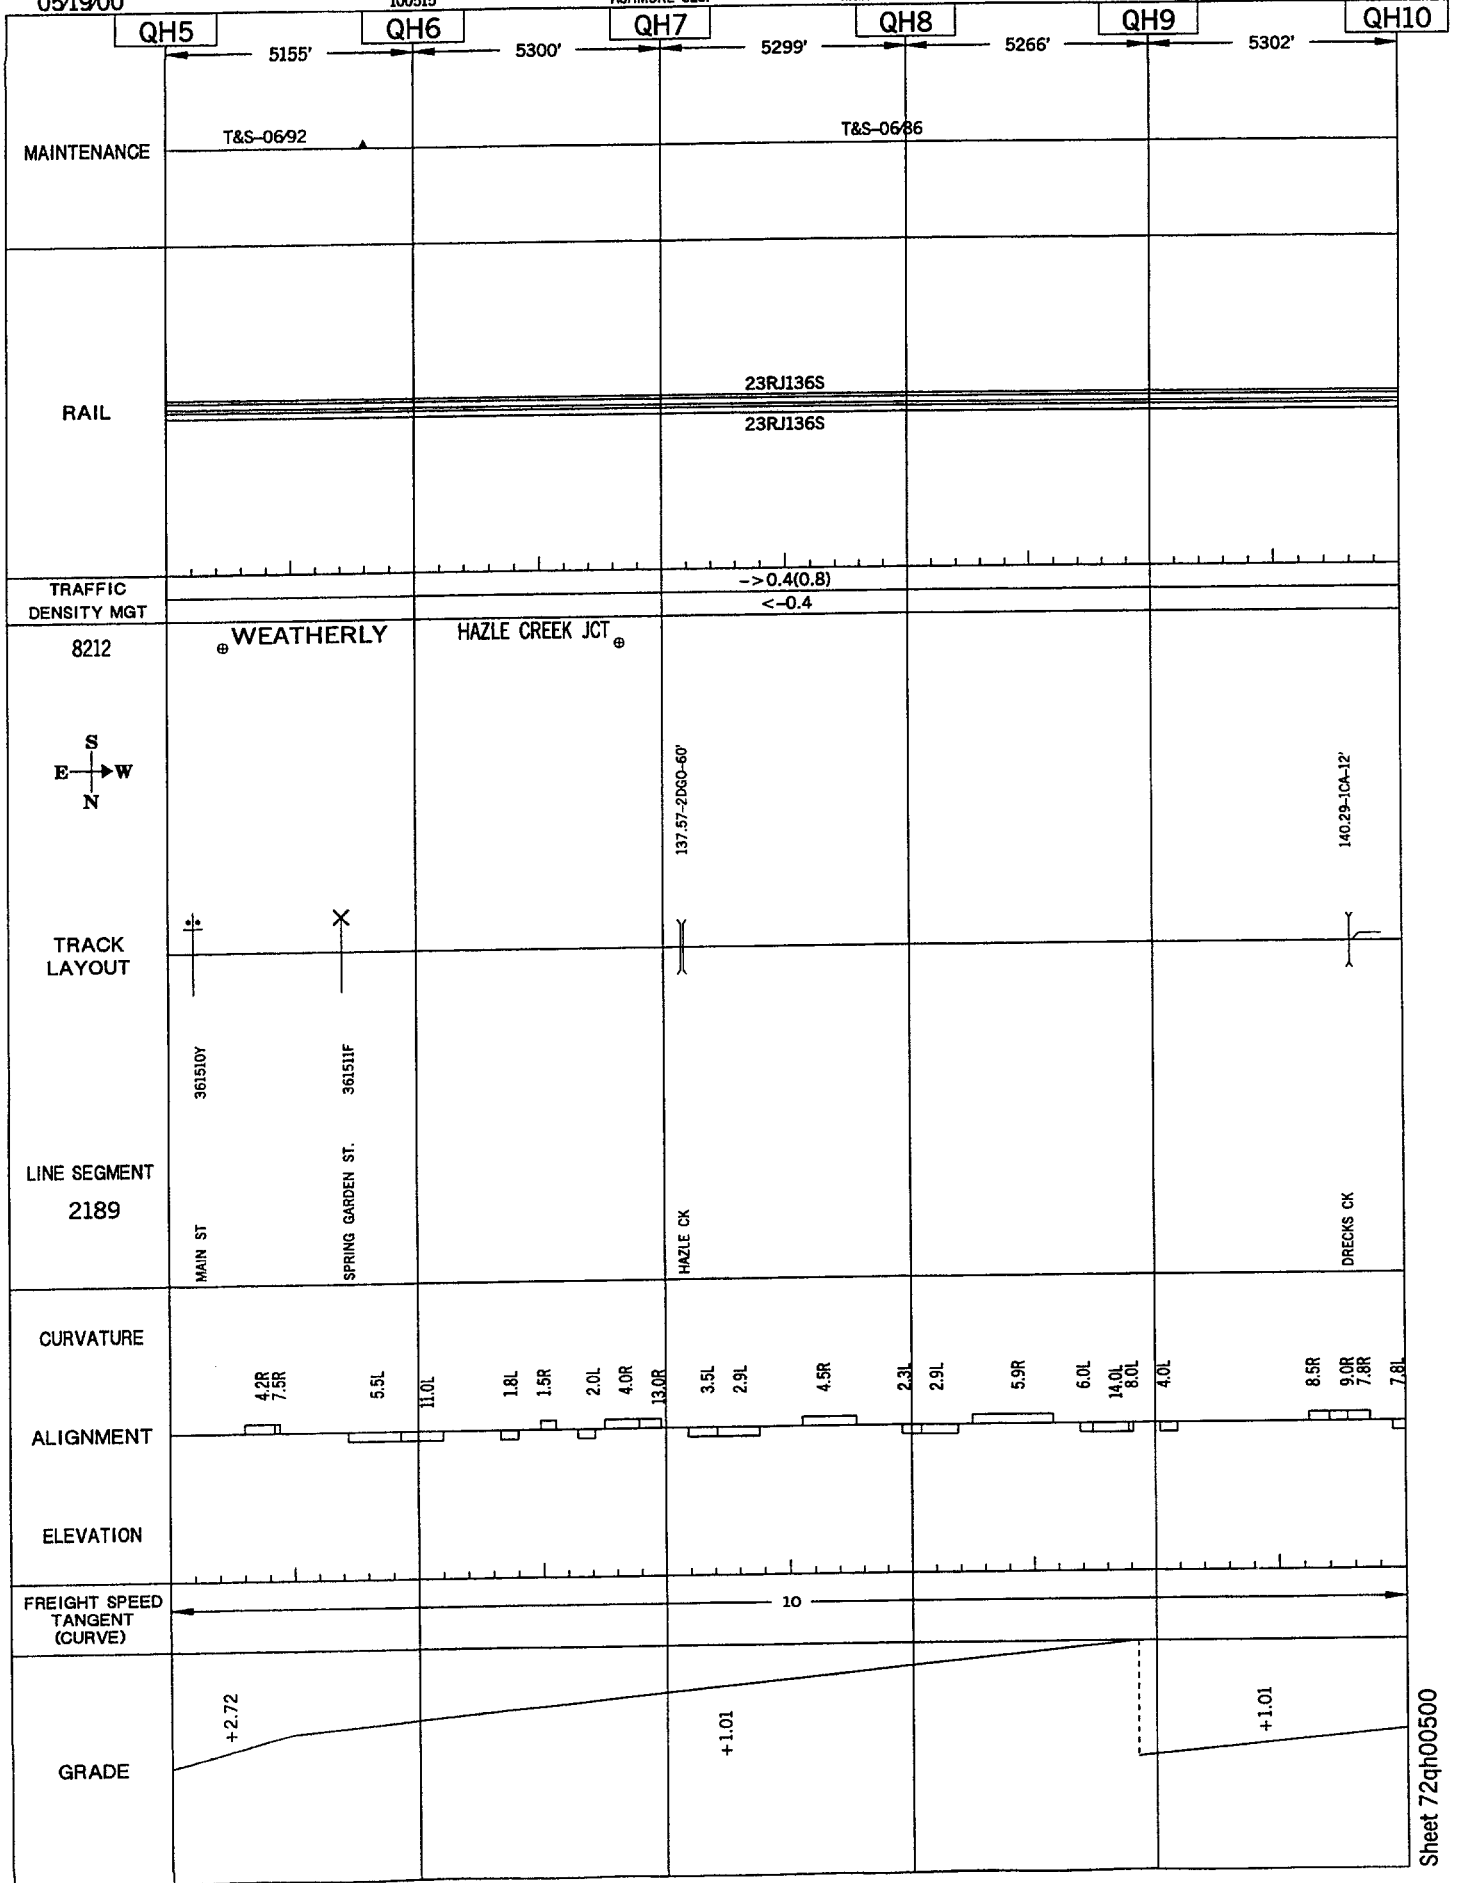 05/19/00
100515
QH5 QH6 QH7 QH8 QH9 QH10
5155' 5300' 5299' 5266' 5302'
T&S-06/92 T&S-06/86
MAINTENANCE
23RJ136S
RAIL
23RJ136S
TRAFFIC
DENSITY MGT
->0.4(0.8)
<-0.4
8212
WEATHERLY HAZLE CREEK JCT
S
E W
N
137.57-2DGO-60'
140.29-1CA-12'
TRACK
LAYOUT
361510Y
361511F
LINE SEGMENT
2189
MAIN ST
SPRING GARDEN ST.
HAZLE CK
DRECKS CK
CURVATURE
4.2R 7.5R 5.5L 11.0L 1.8L 1.5R 2.0L 4.0R 13.0R 3.5L 2.9L 4.5R 2.3L 2.9L 5.9R 6.0L 14.0L 8.0L 4.0L 8.5R 9.0R 7.8R 7.8L
ALIGNMENT
ELEVATION
FREIGHT SPEED
TANGENT
(CURVE)
10
+2.72
+1.01
+1.01
GRADE
Sheet 72qh00500